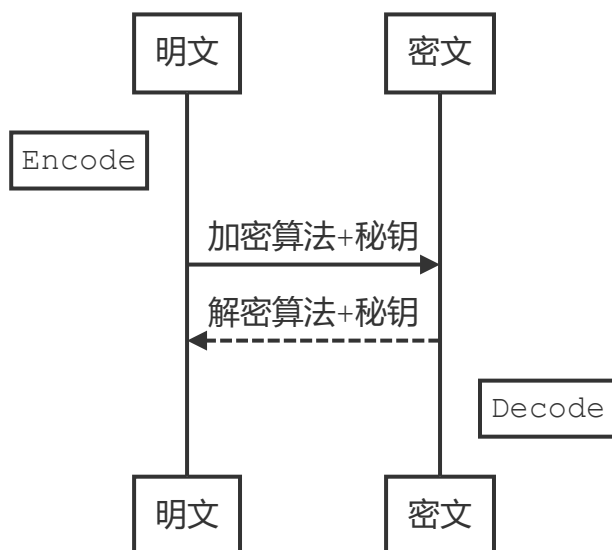 明文
密文
Encode
加密算法+秘钥
解密算法+秘钥
Decode
明文
密文